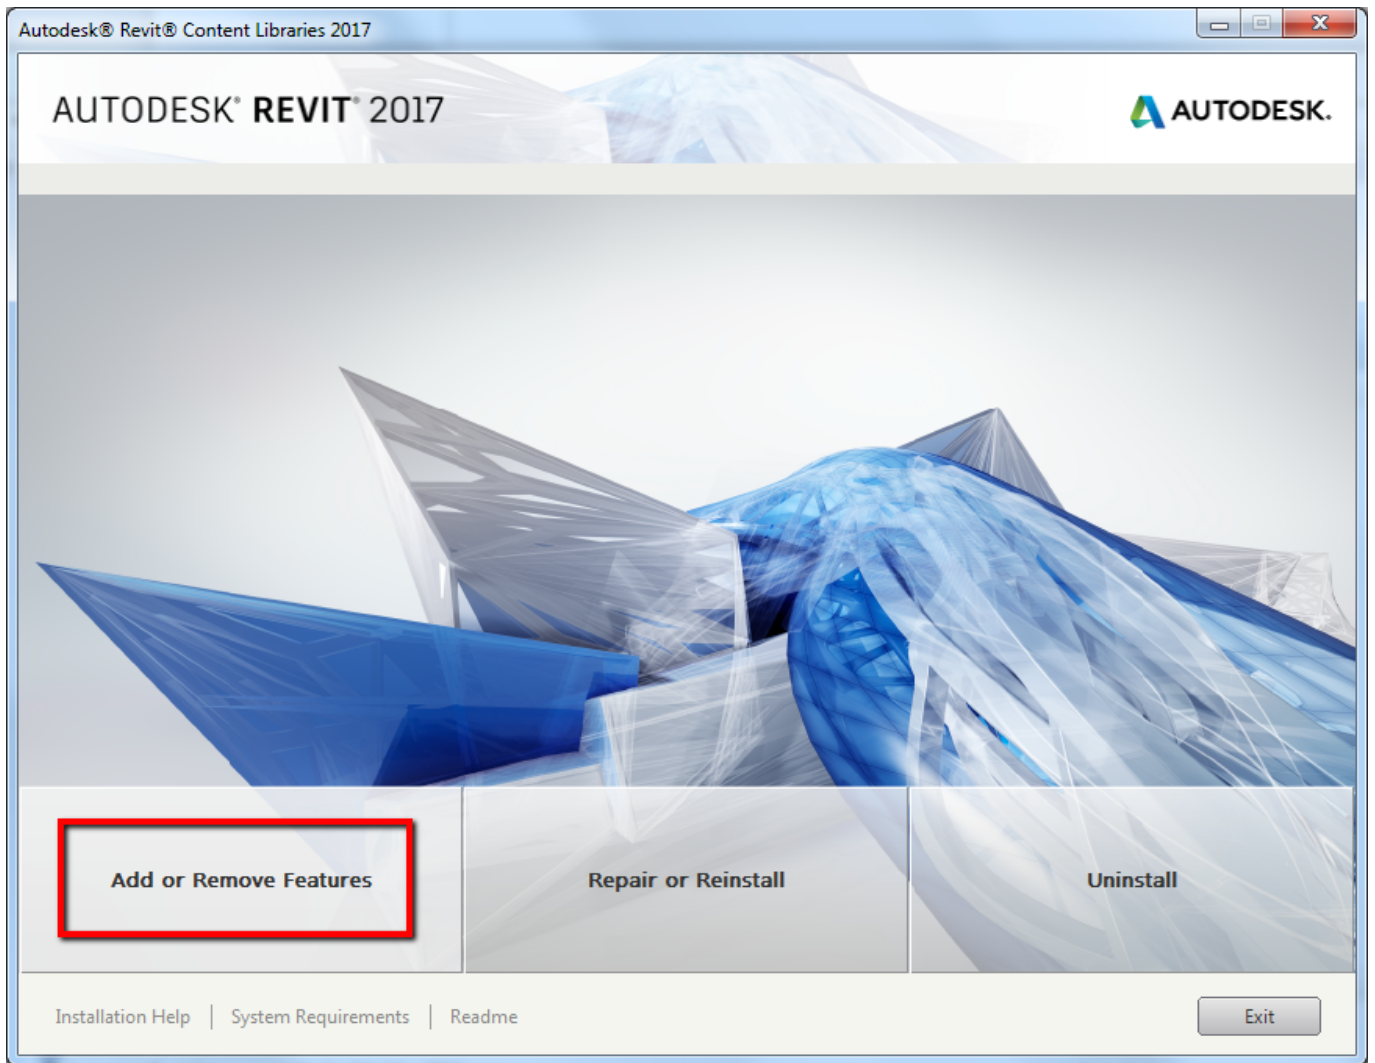 Autodesk® Revit® Content Libraries 2017
AUTODESK® REVIT® 2017
AUTODESK.
Add or Remove Features
Repair or Reinstall
Uninstall
Installation Help | System Requirements | Readme
Exit